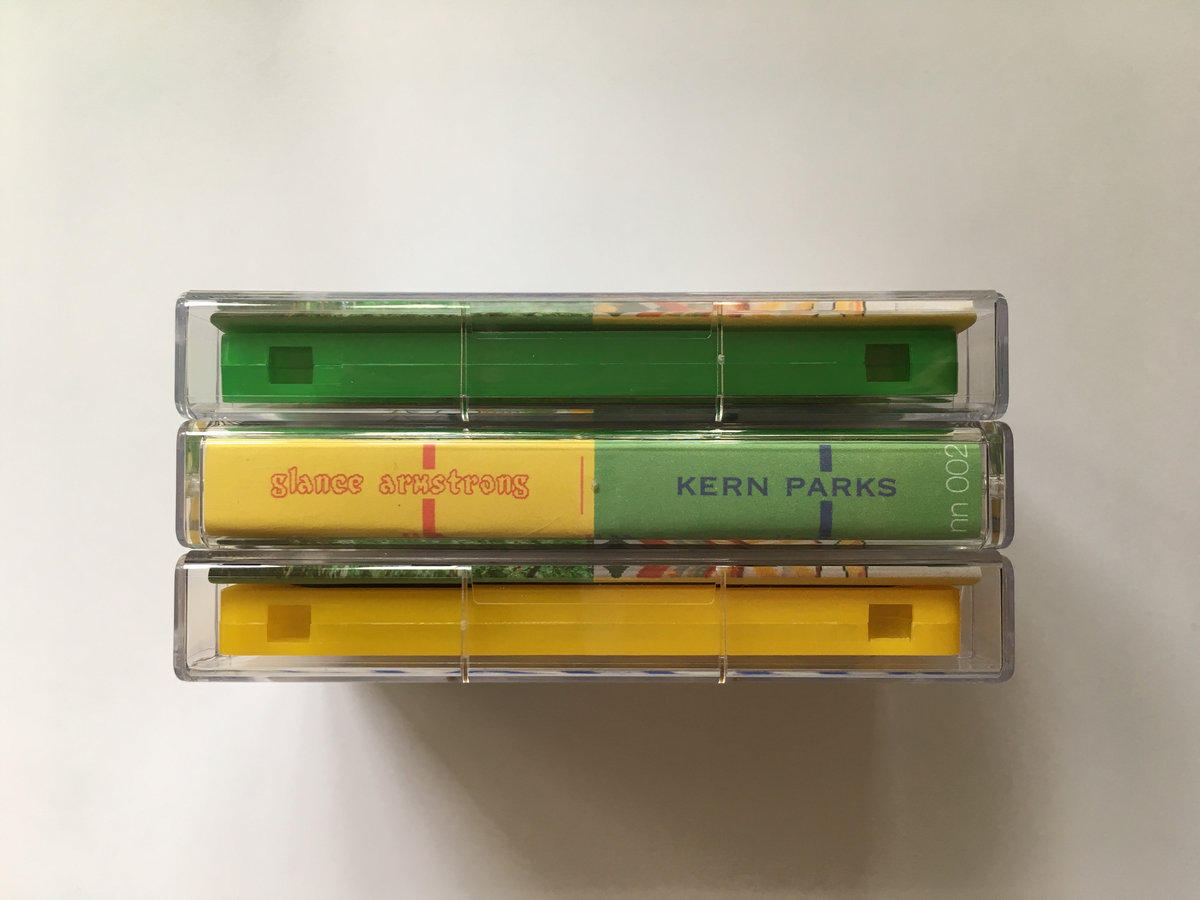 glance armstrong
KERN PARKS
nn 002